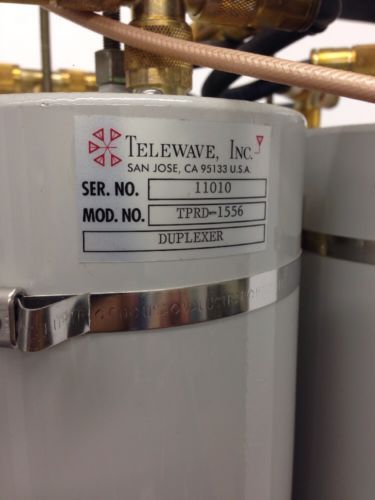 TELEWAVE, INC.
SAN JOSE, CA 95133 U.S.A.
SER. NO. 11010
MOD. NO. TPRD-1556
DUPLEXER